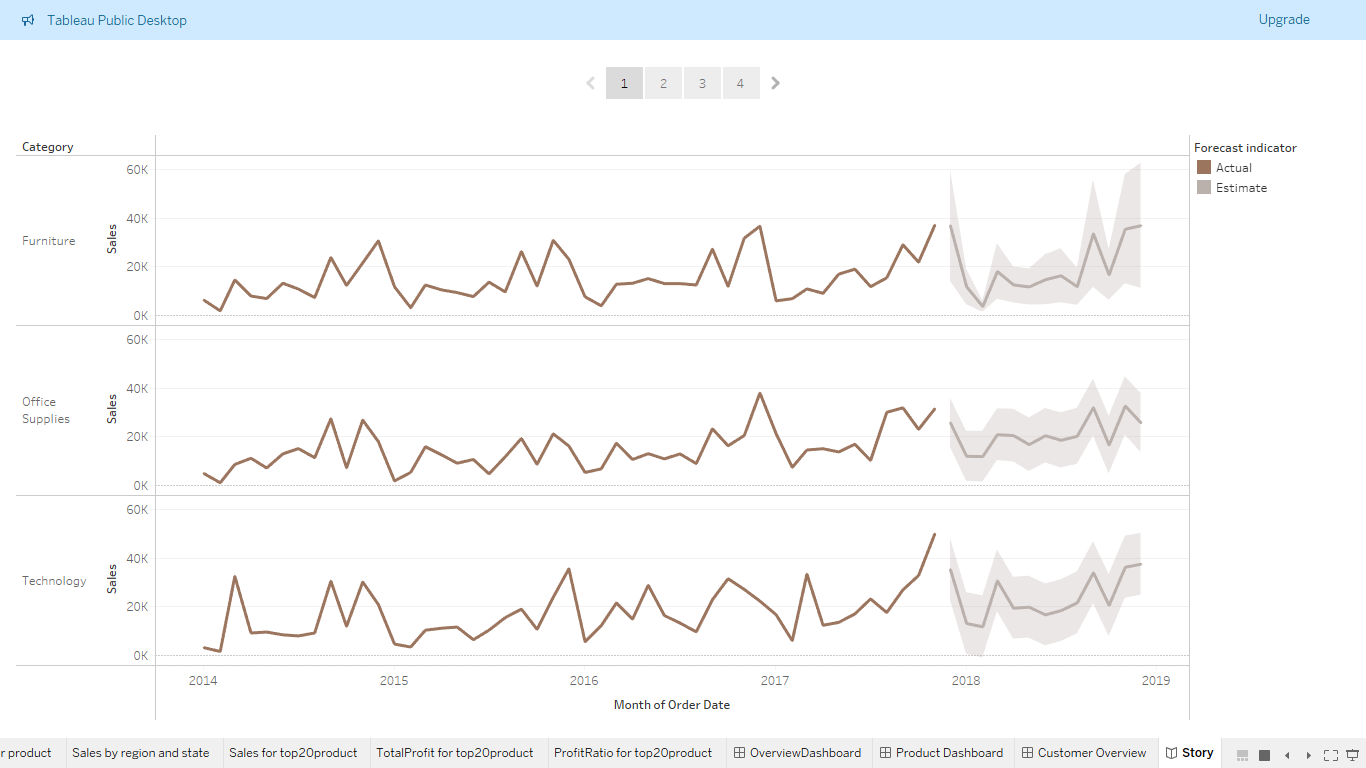 Tableau Public Desktop
Upgrade
1 2 3 4
Category
Forecast indicator
Actual
Estimate
Furniture
Sales
60K
40K
20K
0K
Office
Supplies
Sales
60K
40K
20K
0K
Technology
Sales
60K
40K
20K
0K
2014 2015 2016 2017 2018 2019
Month of Order Date
r product Sales by region and state Sales for top20product TotalProfit for top20product ProfitRatio for top20product OverviewDashboard Product Dashboard Customer Overview Story